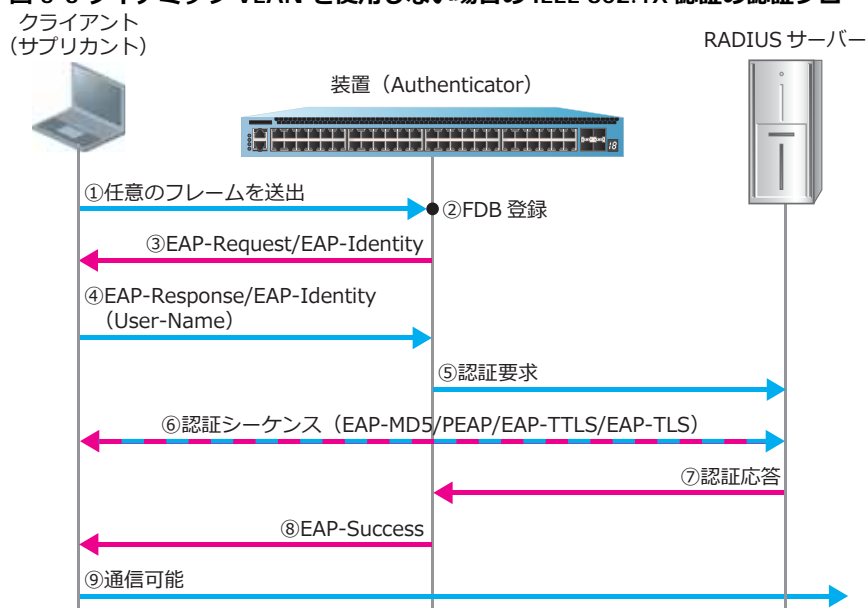 クライアント
（サプリカント）
RADIUS サーバー
装置（Authenticator）
①任意のフレームを送出
②FDB 登録
③EAP-Request/EAP-Identity
④EAP-Response/EAP-Identity
（User-Name）
⑤認証要求
⑥認証シーケンス（EAP-MD5/PEAP/EAP-TTLS/EAP-TLS）
⑦認証応答
⑧EAP-Success
⑨通信可能